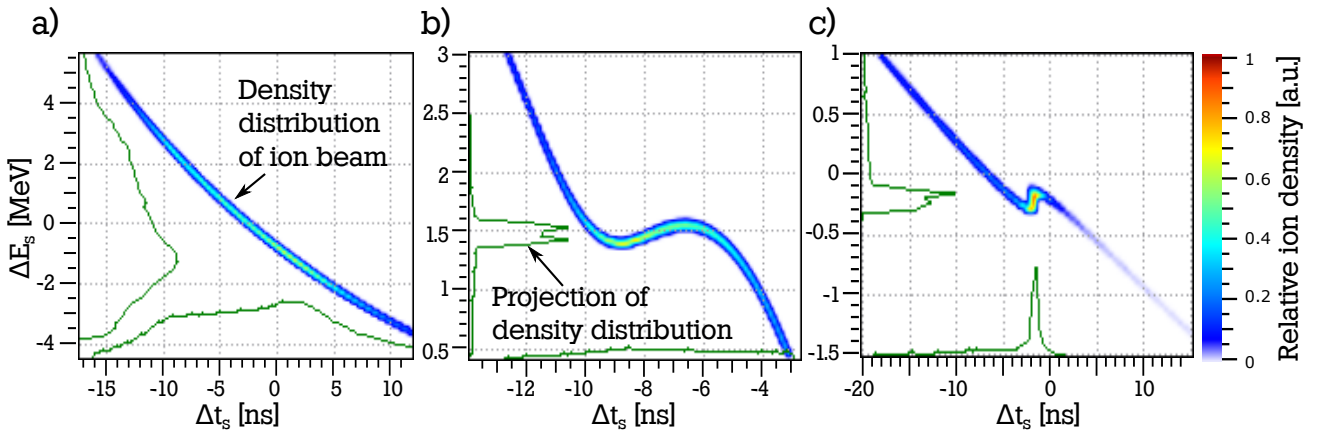 a)
b)
c)
ΔEₛ [MeV]
4
2
0
-2
-4
Density
distribution
of ion beam
-15
-10
-5
0
5
10
Δtₛ [ns]
3
2.5
2
1.5
1
0.5
Projection of
density distribution
-12
-10
-8
-6
-4
Δtₛ [ns]
1
0.5
0
-0.5
-1
-1.5
-20
-10
0
10
Δtₛ [ns]
1
0.8
0.6
0.4
0.2
0
Relative ion density [a.u.]